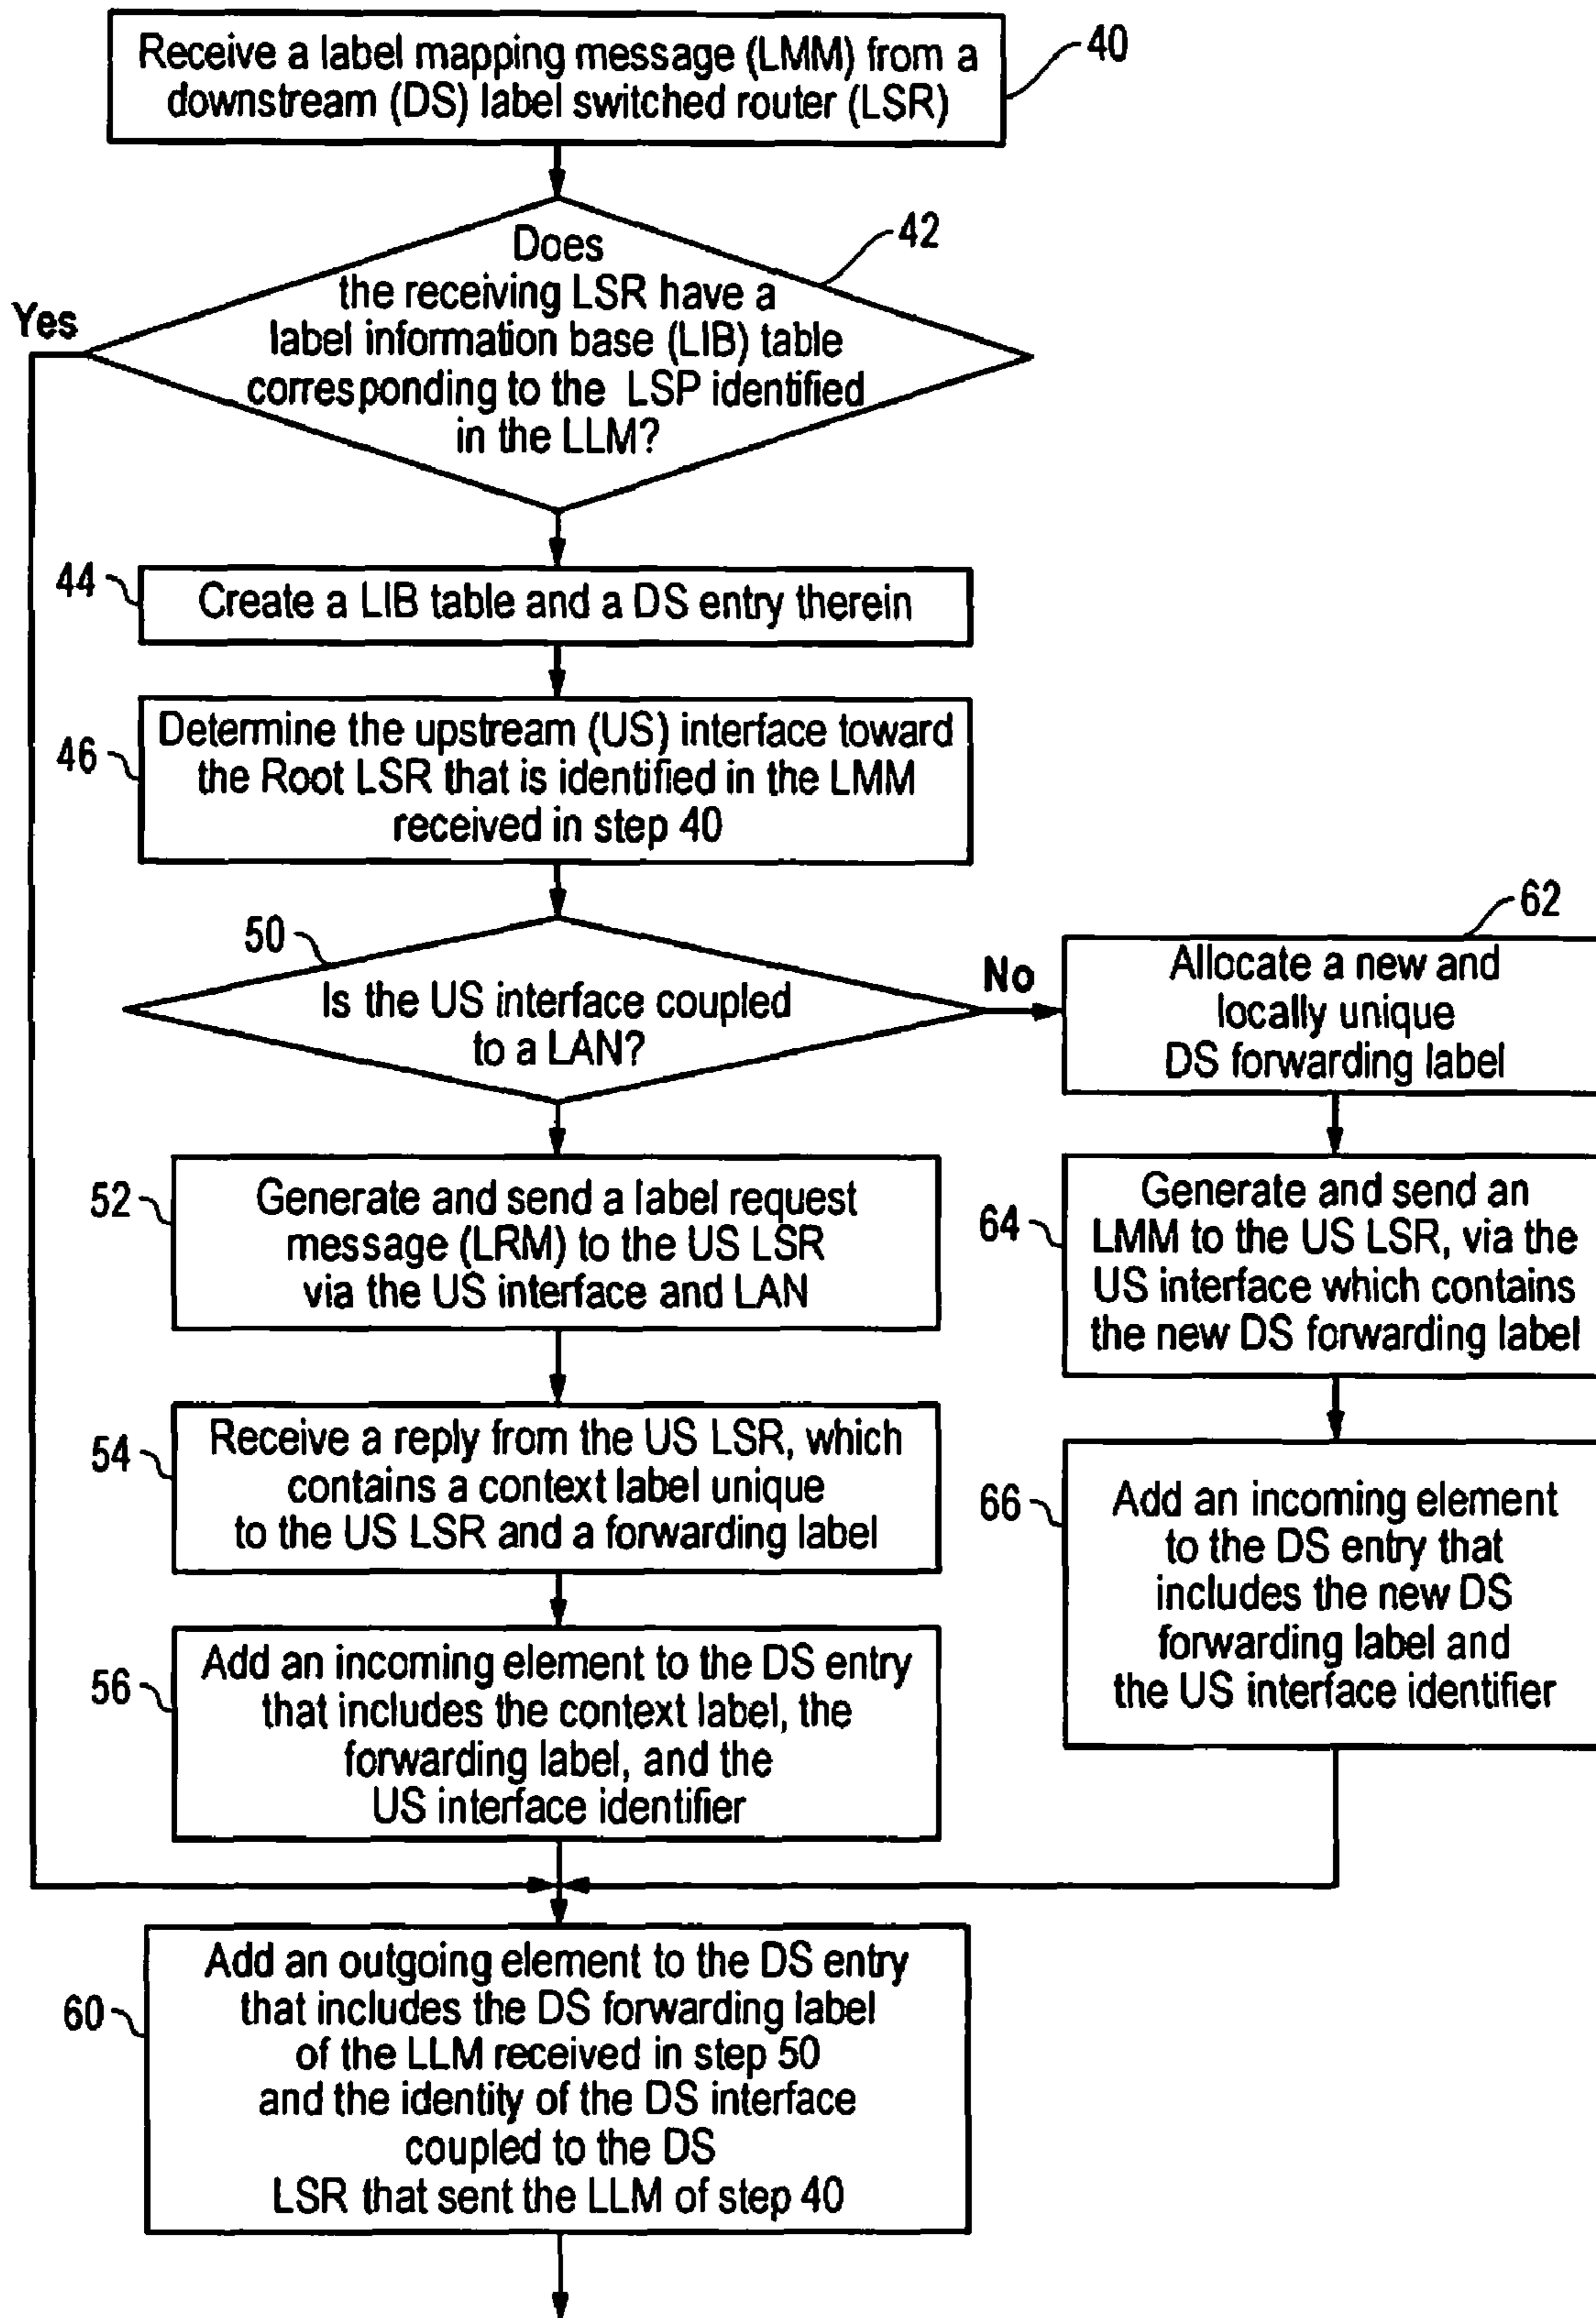 Receive a label mapping message (LMM) from a
downstream (DS) label switched router (LSR)
40
Does
the receiving LSR have a
label information base (LIB) table
corresponding to the LSP identified
in the LLM?
42
Yes
44
Create a LIB table and a DS entry therein
46
Determine the upstream (US) interface toward
the Root LSR that is identified in the LMM
received in step 40
50
Is the US interface coupled
to a LAN?
No
62
Allocate a new and
locally unique
DS forwarding label
52
Generate and send a label request
message (LRM) to the US LSR
via the US interface and LAN
64
Generate and send an
LMM to the US LSR, via the
US interface which contains
the new DS forwarding label
54
Receive a reply from the US LSR, which
contains a context label unique
to the US LSR and a forwarding label
66
Add an incoming element
to the DS entry that
includes the new DS
forwarding label and
the US interface identifier
56
Add an incoming element to the DS entry
that includes the context label, the
forwarding label, and the
US interface identifier
60
Add an outgoing element to the DS entry
that includes the DS forwarding label
of the LLM received in step 50
and the identity of the DS interface
coupled to the DS
LSR that sent the LLM of step 40